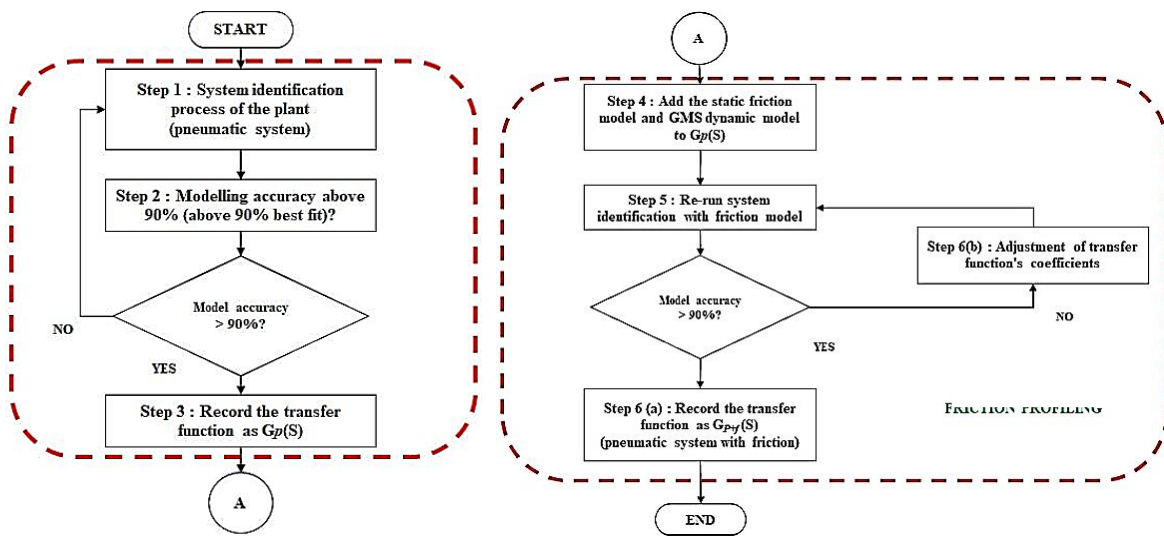 START
Step 1 : System identification
process of the plant
(pneumatic system)
Step 2 : Modelling accuracy above
90% (above 90% best fit)?
Model accuracy
> 90%?
NO
YES
Step 3 : Record the transfer
function as Gp(S)
A
A
Step 4 : Add the static friction
model and GMS dynamic model
to Gp(S)
Step 5 : Re-run system
identification with friction model
Step 6(b) : Adjustment of transfer
function's coefficients
Model accuracy
> 90%?
NO
YES
Step 6 (a) : Record the transfer
function as GP+f(S)
(pneumatic system with friction)
FRICTION PROFILING
END